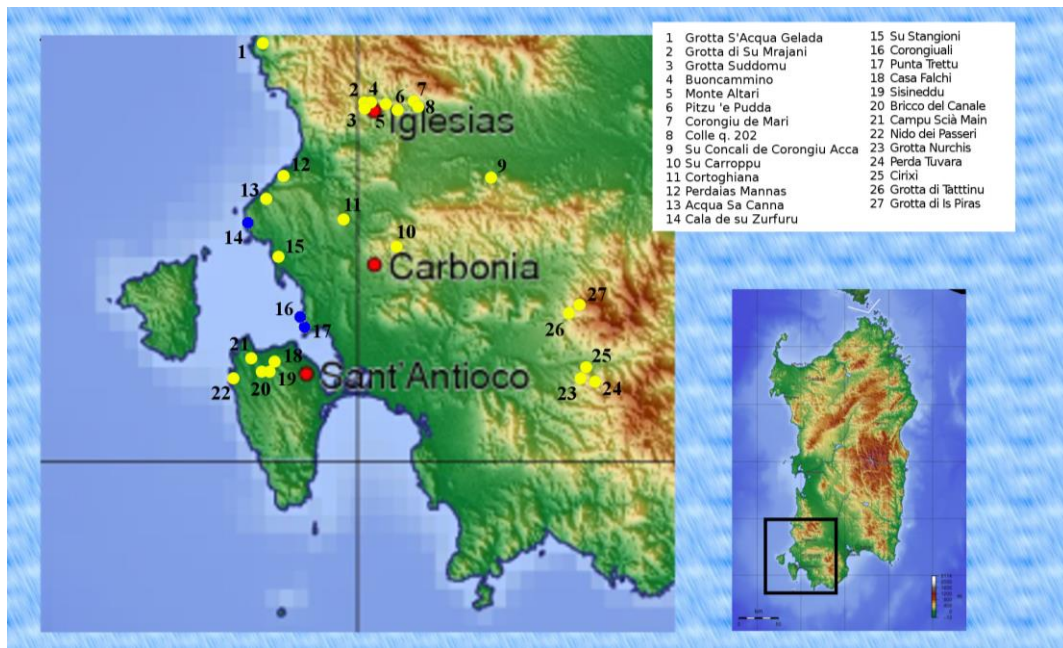 1 Grotta S'Acqua Gelada
2 Grotta di Su Mrajani
3 Grotta Suddomu
4 Buoncammino
5 Monte Altari
6 Pitzu 'e Pudda
7 Corongiu de Mari
8 Colle q. 202
9 Su Concali de Corongiu Acca
10 Su Carroppu
11 Cortoghiana
12 Perdaias Mannas
13 Acqua Sa Canna
14 Cala de su Zurfuru
15 Su Stangioni
16 Corongiuali
17 Punta Trettu
18 Casa Falchi
19 Sisineddu
20 Bricco del Canale
21 Campu Scià Main
22 Nido dei Passeri
23 Grotta Nurchis
24 Perda Tuvara
25 Cirixì
26 Grotta di Tatttinu
27 Grotta di Is Piras
1
2 4 7
6 8
3 5
Iglesias
12
9
13
11
14
10
15
Carbonia
27
16
26
17
21 18
25
Sant'Antioco
22 20 19
23 24